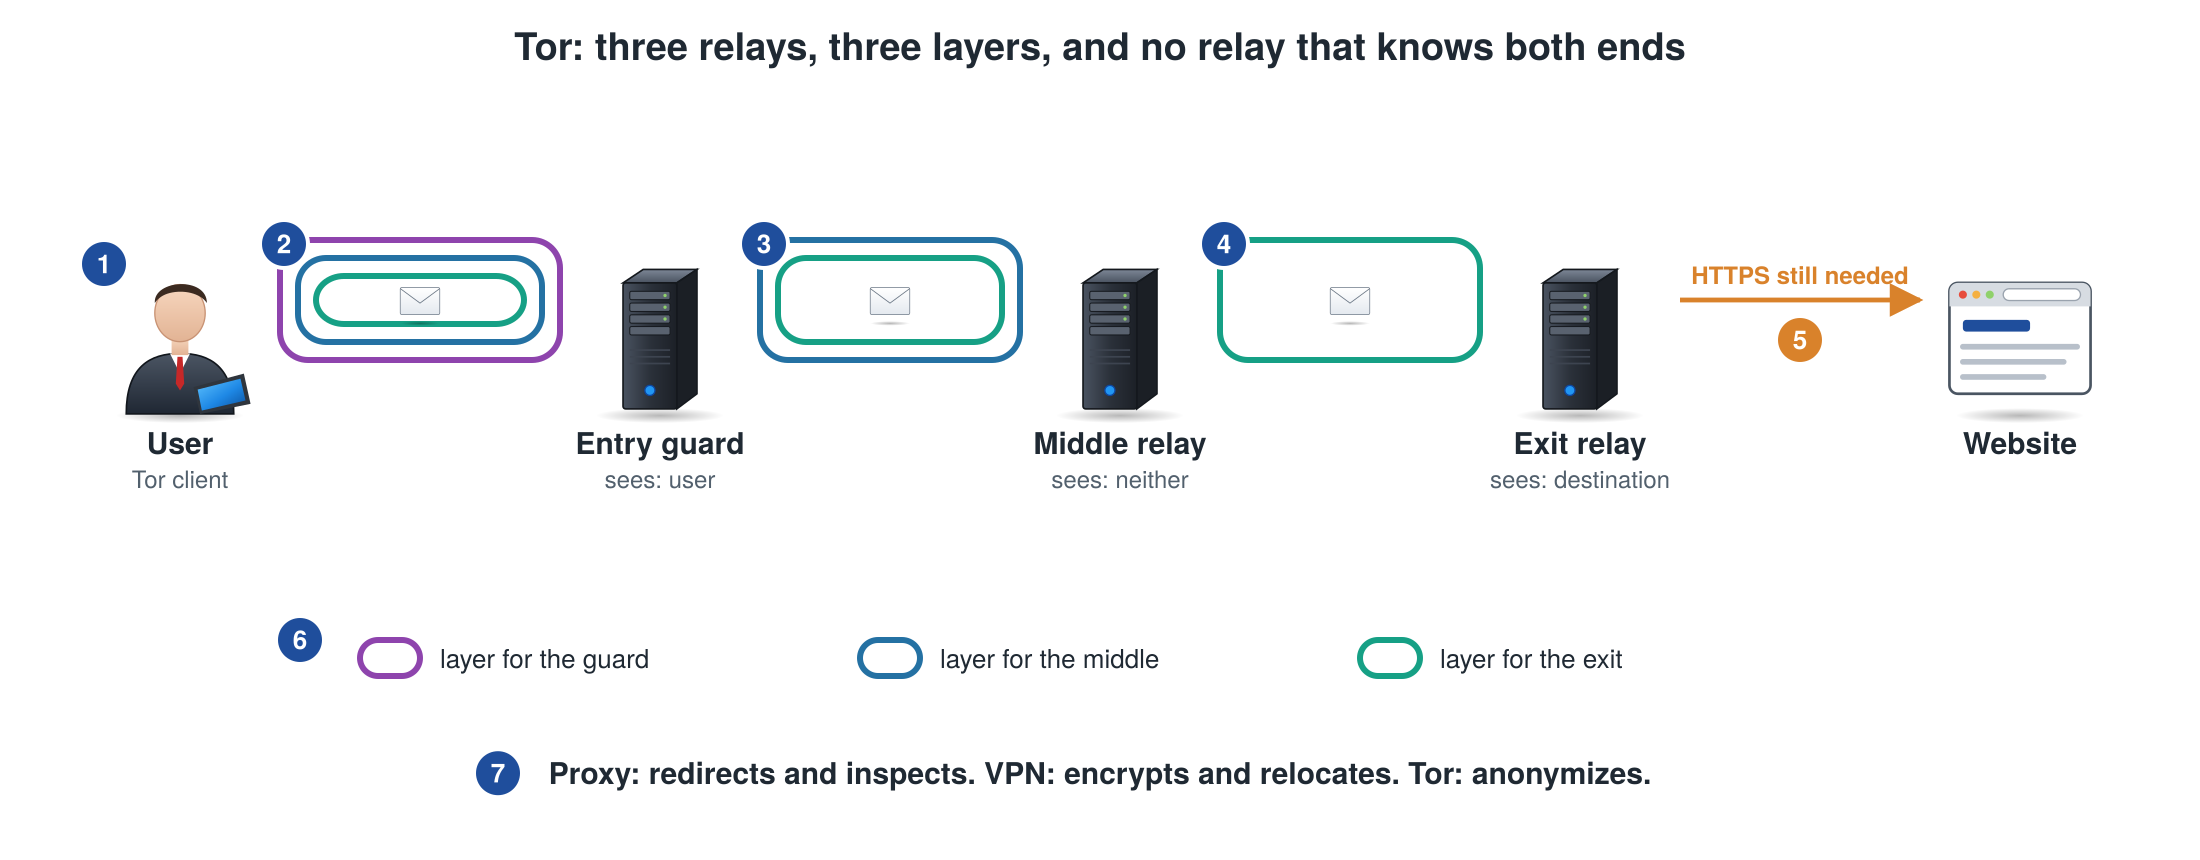 Tor: three relays, three layers, and no relay that knows both ends
1
2
3
4
HTTPS still needed
5
User
Tor client
Entry guard
sees: user
Middle relay
sees: neither
Exit relay
sees: destination
Website
6
layer for the guard
layer for the middle
layer for the exit
7
Proxy: redirects and inspects. VPN: encrypts and relocates. Tor: anonymizes.